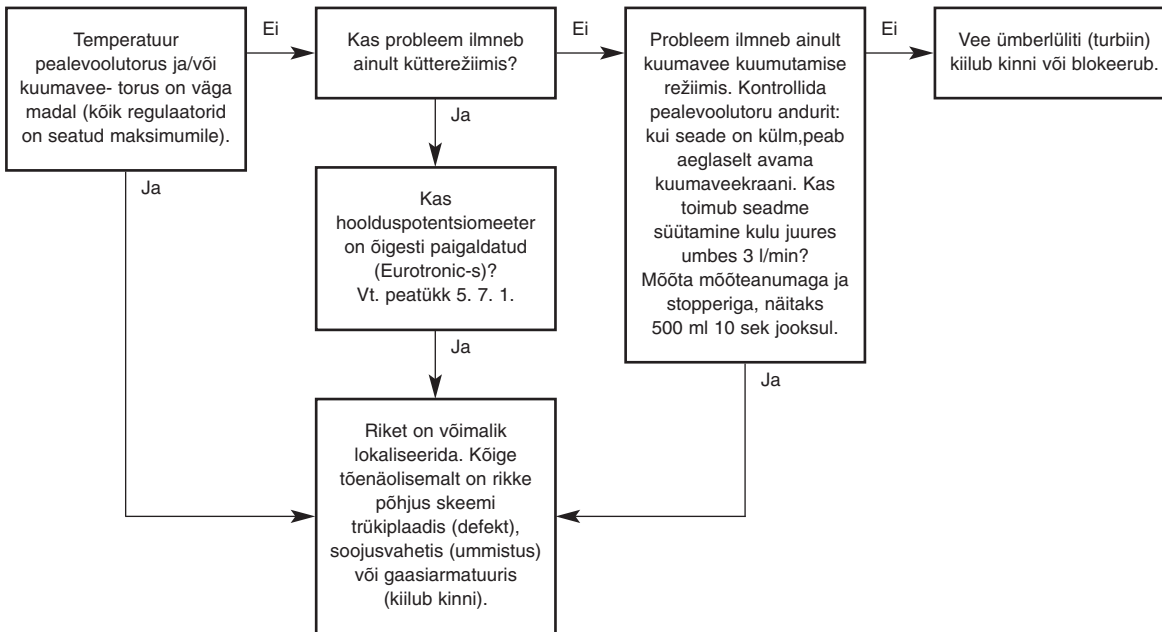 Temperatuur
pealevoolutorus ja/või
kuumavee- torus on väga
madal (kõik regulaatorid
on seatud maksimumile).
Ei
Kas probleem ilmneb
ainult kütterežiimis?
Ei
Probleem ilmneb ainult
kuumavee kuumutamise
režiimis. Kontrollida
pealevoolutoru andurit:
kui seade on külm,peab
aeglaselt avama
kuumaveekraani. Kas
toimub seadme
süütamine kulu juures
umbes 3 l/min?
Mõõta mõõteanumaga ja
stopperiga, näitaks
500 ml 10 sek jooksul.
Ei
Vee ümberlüliti (turbiin)
kiilub kinni või blokeerub.
Ja
Ja
Kas
hoolduspotentsiomeeter
on õigesti paigaldatud
(Eurotronic-s)?
Vt. peatükk 5. 7. 1.
Ja
Ja
Riket on võimalik
lokaliseerida. Kõige
tõenäolisemalt on rikke
põhjus skeemi
trükiplaadis (defekt),
soojusvahetis (ummistus)
või gaasiarmatuuris
(kiilub kinni).